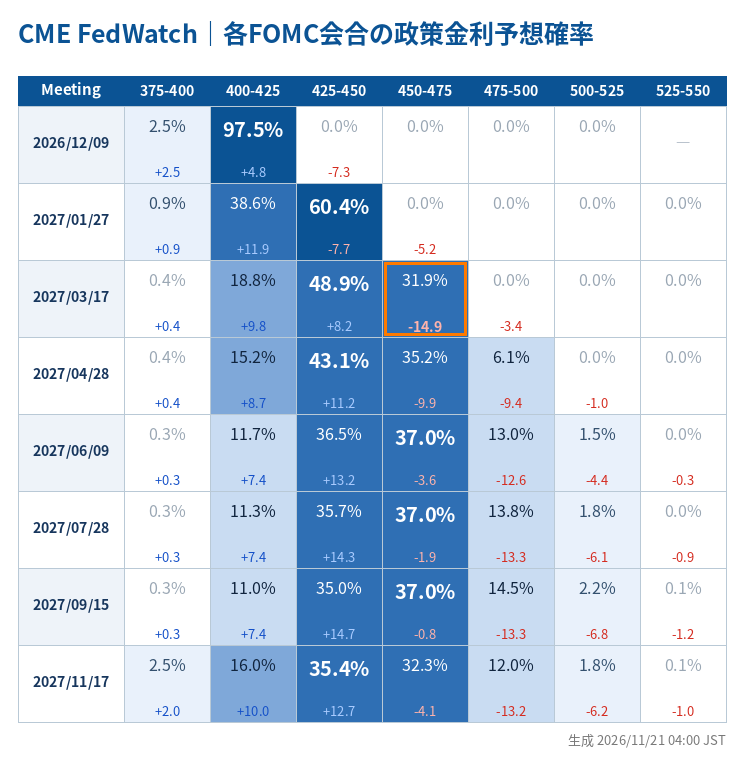 CME FedWatch｜各FOMC会合の政策金利予想確率
Meeting 375-400 400-425 425-450 450-475 475-500 500-525 525-550
2026/12/09 2.5% 97.5% 0.0% 0.0% 0.0% 0.0% —
+2.5 +4.8 -7.3
2027/01/27 0.9% 38.6% 60.4% 0.0% 0.0% 0.0% 0.0%
+0.9 +11.9 -7.7 -5.2
2027/03/17 0.4% 18.8% 48.9% 31.9% 0.0% 0.0% 0.0%
+0.4 +9.8 +8.2 -14.9 -3.4
2027/04/28 0.4% 15.2% 43.1% 35.2% 6.1% 0.0% 0.0%
+0.4 +8.7 +11.2 -9.9 -9.4 -1.0
2027/06/09 0.3% 11.7% 36.5% 37.0% 13.0% 1.5% 0.0%
+0.3 +7.4 +13.2 -3.6 -12.6 -4.4 -0.3
2027/07/28 0.3% 11.3% 35.7% 37.0% 13.8% 1.8% 0.0%
+0.3 +7.4 +14.3 -1.9 -13.3 -6.1 -0.9
2027/09/15 0.3% 11.0% 35.0% 37.0% 14.5% 2.2% 0.1%
+0.3 +7.4 +14.7 -0.8 -13.3 -6.8 -1.2
2027/11/17 2.5% 16.0% 35.4% 32.3% 12.0% 1.8% 0.1%
+2.0 +10.0 +12.7 -4.1 -13.2 -6.2 -1.0
生成 2026/11/21 04:00 JST